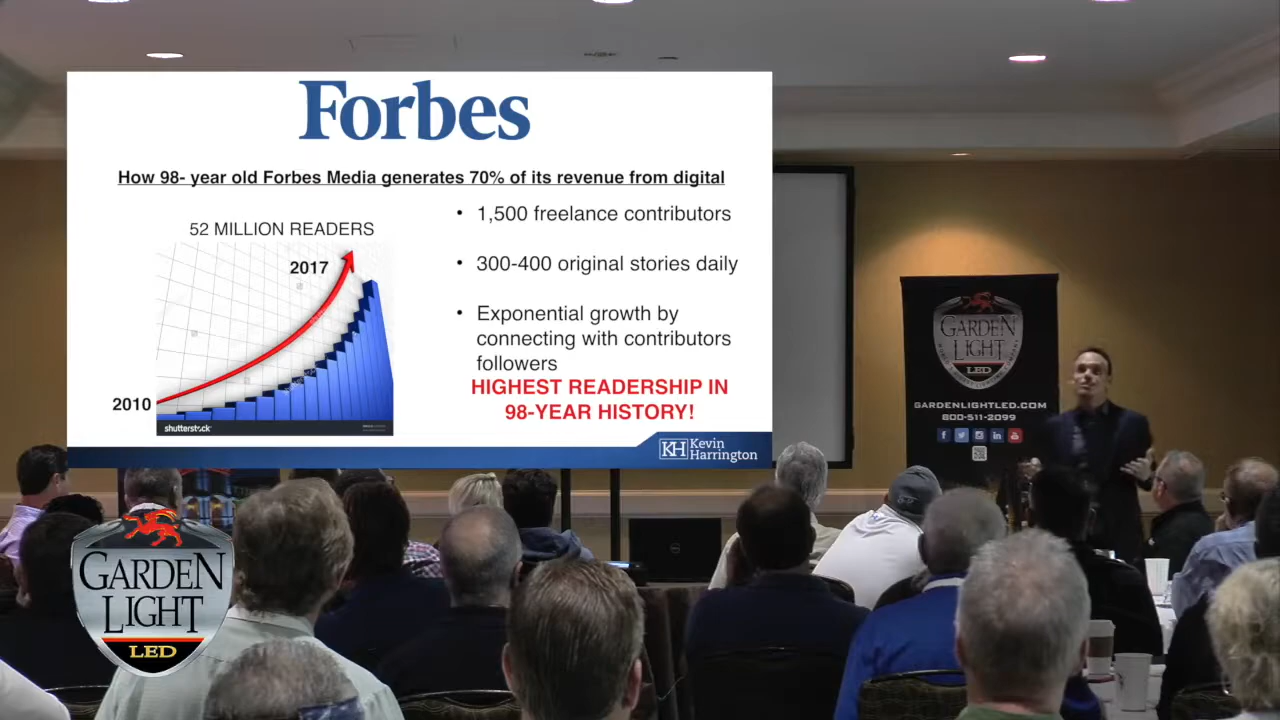 Forbes
How 98- year old Forbes Media generates 70% of its revenue from digital
52 MILLION READERS
2017
2010
shutterstock
• 1,500 freelance contributors
• 300-400 original stories daily
• Exponential growth by
connecting with contributors
followers
HIGHEST READERSHIP IN
98-YEAR HISTORY!
KH Kevin
Harrington
GARDEN
LIGHT
LED
GARDENLIGHTLED.COM
800-511-2099
GARDEN
LIGHT
LED